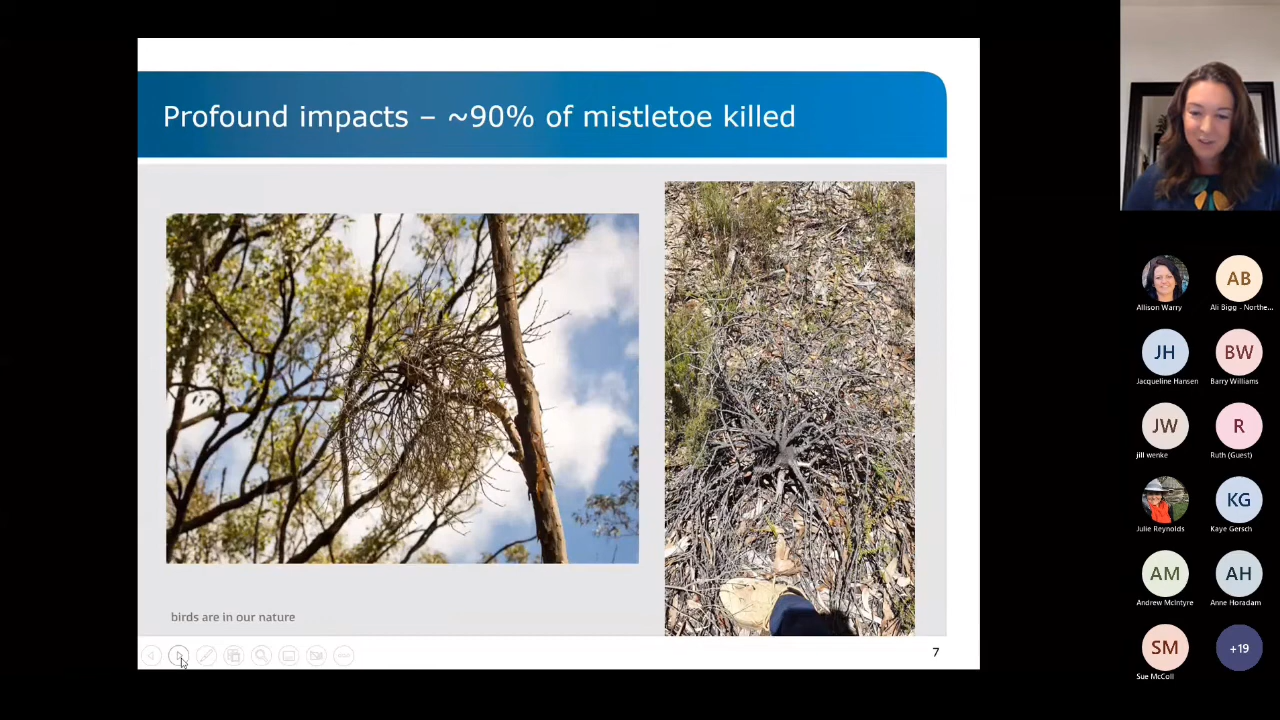 Profound impacts – ~90% of mistletoe killed
birds are in our nature
7
Allison Warry
AB
Ali Bigg - Northe...
JH
Jacqueline Hansen
BW
Barry Williams
JW
jill wenke
R
Ruth (Guest)
Julie Reynolds
KG
Kaye Gersch
AM
Andrew McIntyre
AH
Anne Horadam
SM
Sue McColl
+19